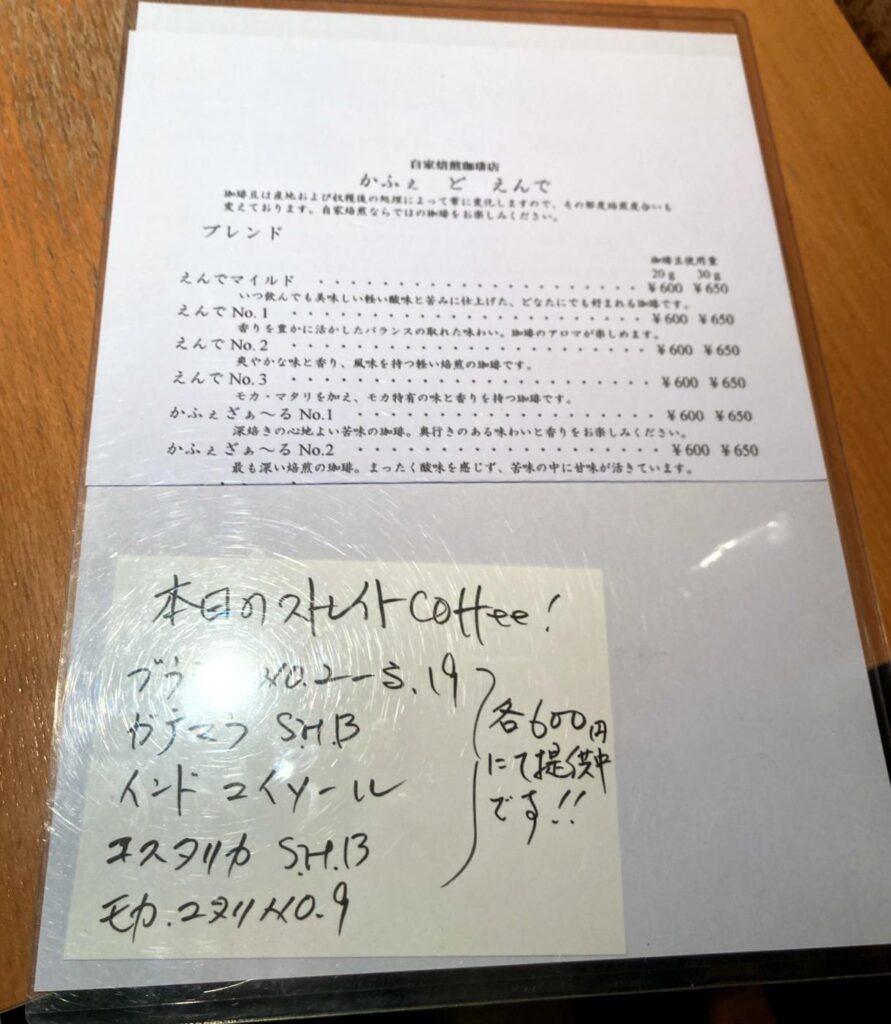 自家焙煎珈琲店
かふぇ ど えんで
珈琲豆は産地および収穫後の処理によって常に変化しますので、その都度焙煎度合いも
変えております。自家焙煎ならではの珈琲をお楽しみください。
ブレンド
珈琲豆使用量
20g 30g
えんでマイルド ・・・・・・・・・・・・・・・・・・・・ ¥600 ¥650
いつ飲んでも美味しい軽い酸味と苦みに仕上げた、どなたにでも好まれる珈琲です。
えんで No. 1 ・・・・・・・・・・・・・・・・・・・・ ¥600 ¥650
香りを豊かに活かしたバランスの取れた味わい。珈琲のアロマが楽しめます。
えんで No. 2 ・・・・・・・・・・・・・・・・・・・・ ¥600 ¥650
爽やかな味と香り、風味を持つ軽い焙煎の珈琲です。
えんで No. 3 ・・・・・・・・・・・・・・・・・・・・ ¥600 ¥650
モカ・マタリを加え、モカ特有の味と香りを持つ珈琲です。
かふぇざぁ〜る No.1 ・・・・・・・・・・・・・・・・ ¥600 ¥650
深焙きの心地よい苦味の珈琲。奥行きのある味わいと香りをお楽しみください。
かふぇざぁ〜る No.2 ・・・・・・・・・・・・・・・・ ¥600 ¥650
最も深い焙煎の珈琲。まったく酸味を感じず、苦味の中に甘味が活きています。
本日のストレイトCoffee!
NO.2-S.19
ガテマラ S.H.B
インド マイソール
コスタリカ S.H.B
モカ.マタリ NO.9
各600円
にて提供中
です!!